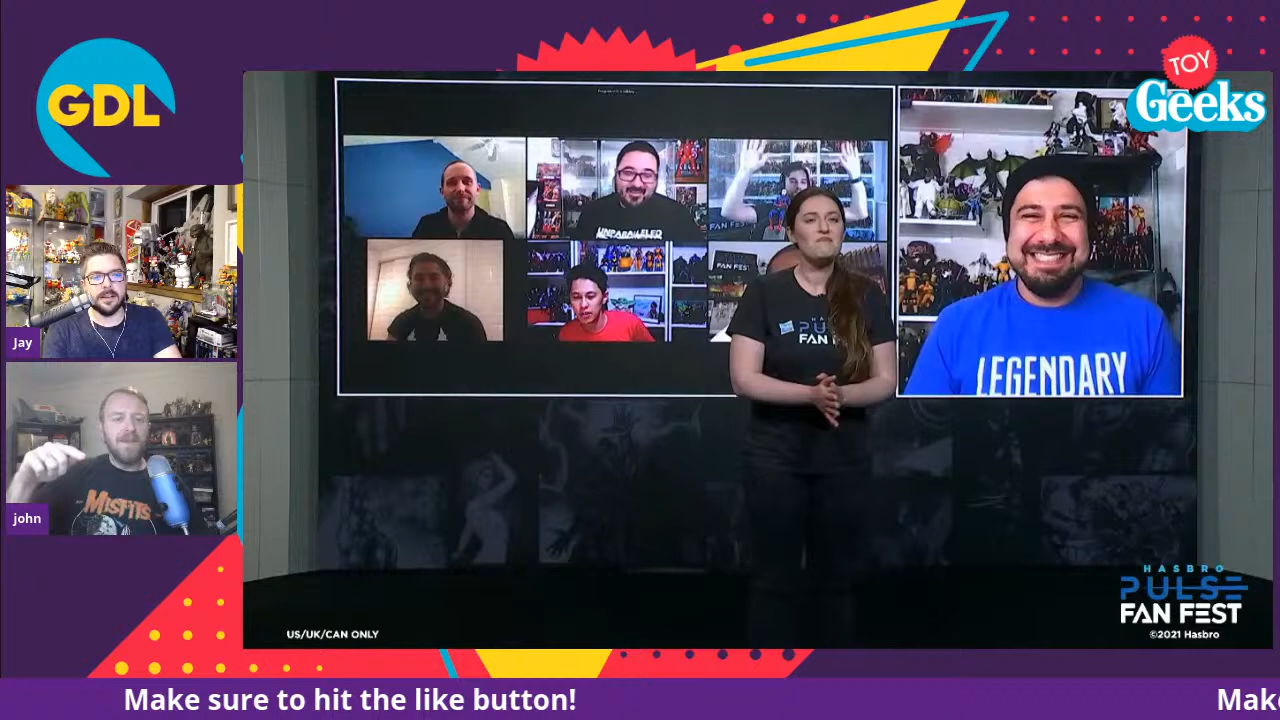 GDL
TOY
Geeks
Jay
john
MISFITS
UNPARALLELED
FAN FEST
HASBRO
PULSE
FAN FEST
LEGENDARY
US/UK/CAN ONLY
HASBRO
PULSE
FAN FEST
©2021 Hasbro
Make sure to hit the like button!
Make